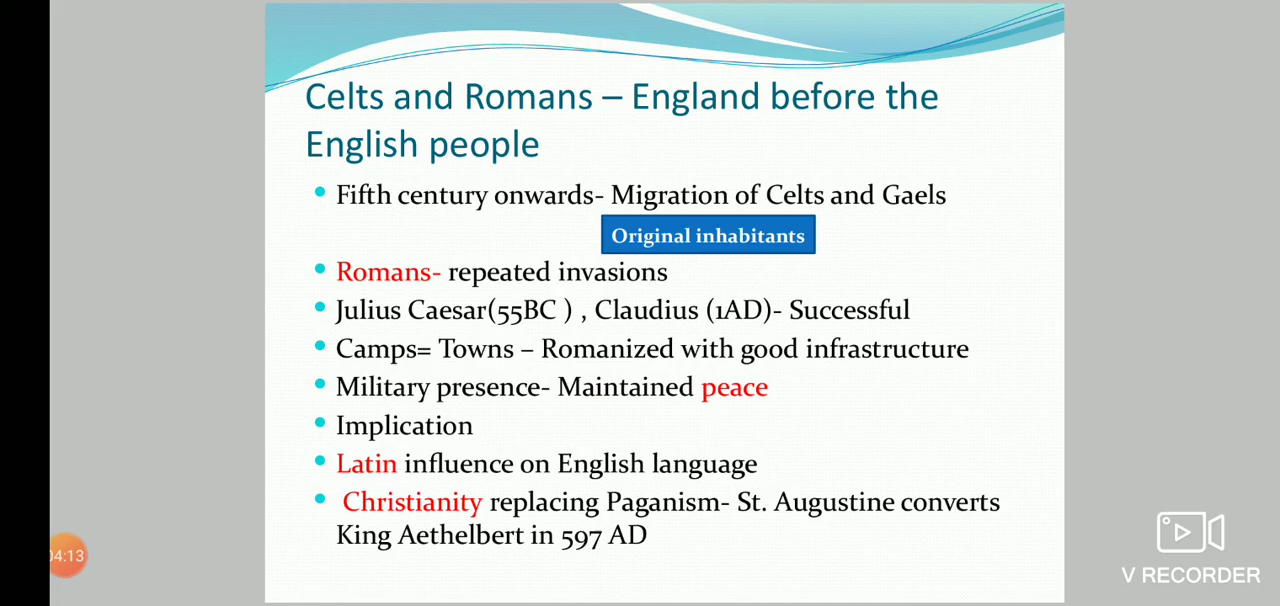 Celts and Romans – England before the
English people
• Fifth century onwards- Migration of Celts and Gaels
Original inhabitants
• Romans- repeated invasions
• Julius Caesar(55BC ) , Claudius (1AD)- Successful
• Camps= Towns – Romanized with good infrastructure
• Military presence- Maintained peace
• Implication
• Latin influence on English language
• Christianity replacing Paganism- St. Augustine converts
King Aethelbert in 597 AD
04:13
V RECORDER